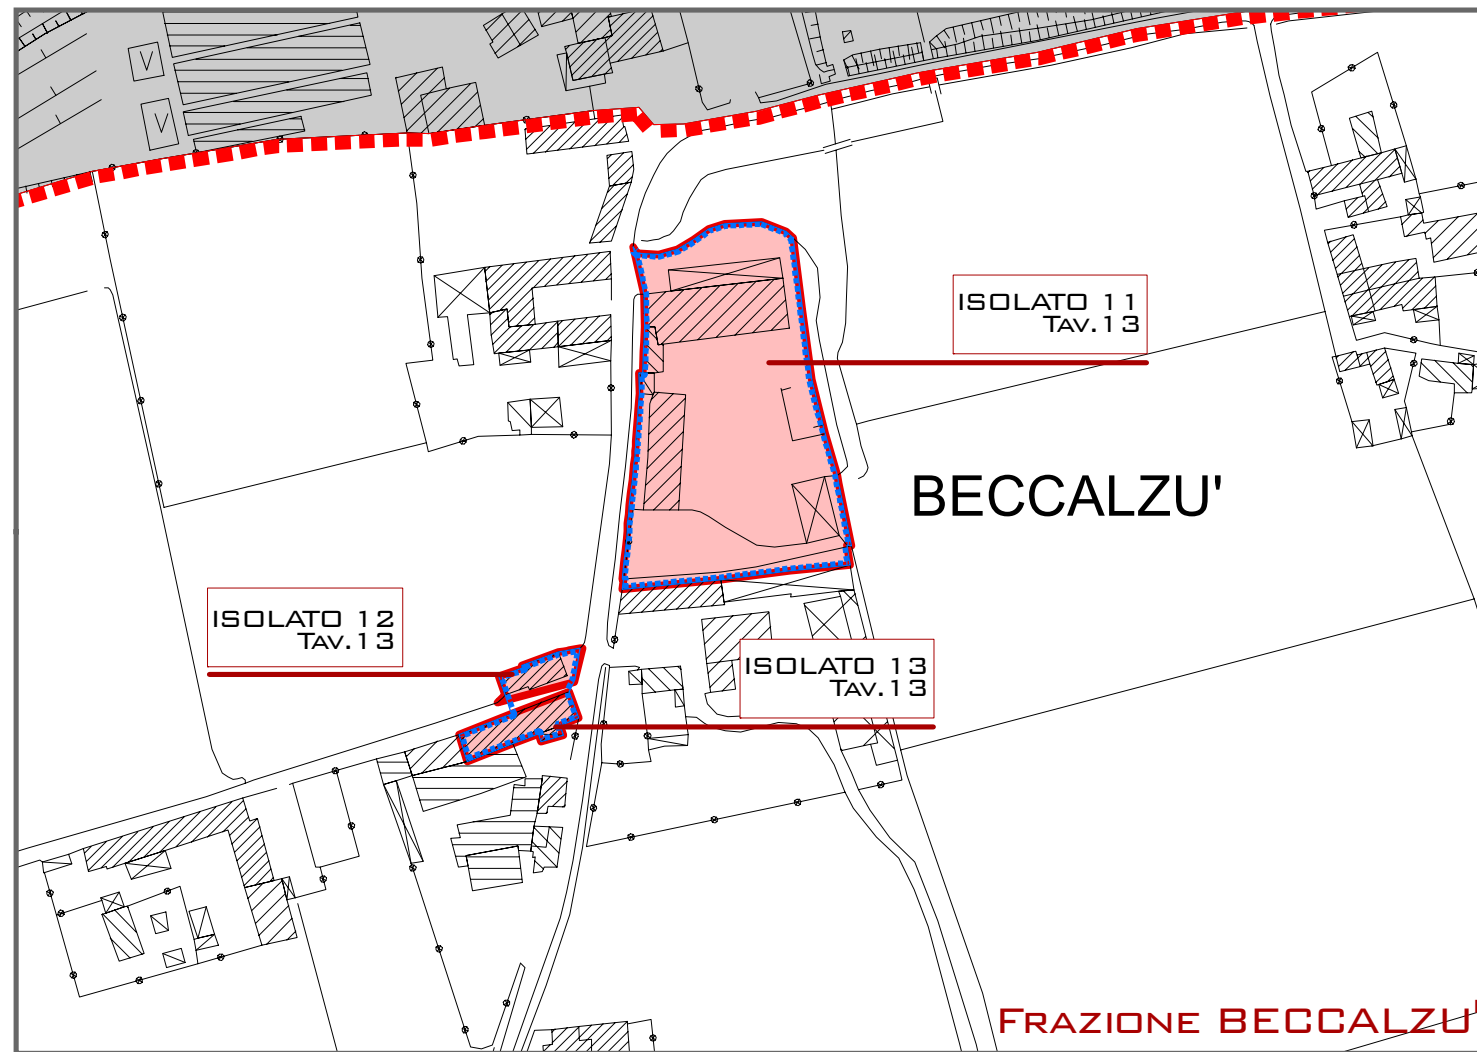 ISOLATO 11
TAV.13
BECCALZU'
ISOLATO 12
TAV.13
ISOLATO 13
TAV.13
FRAZIONE BECCALZU'